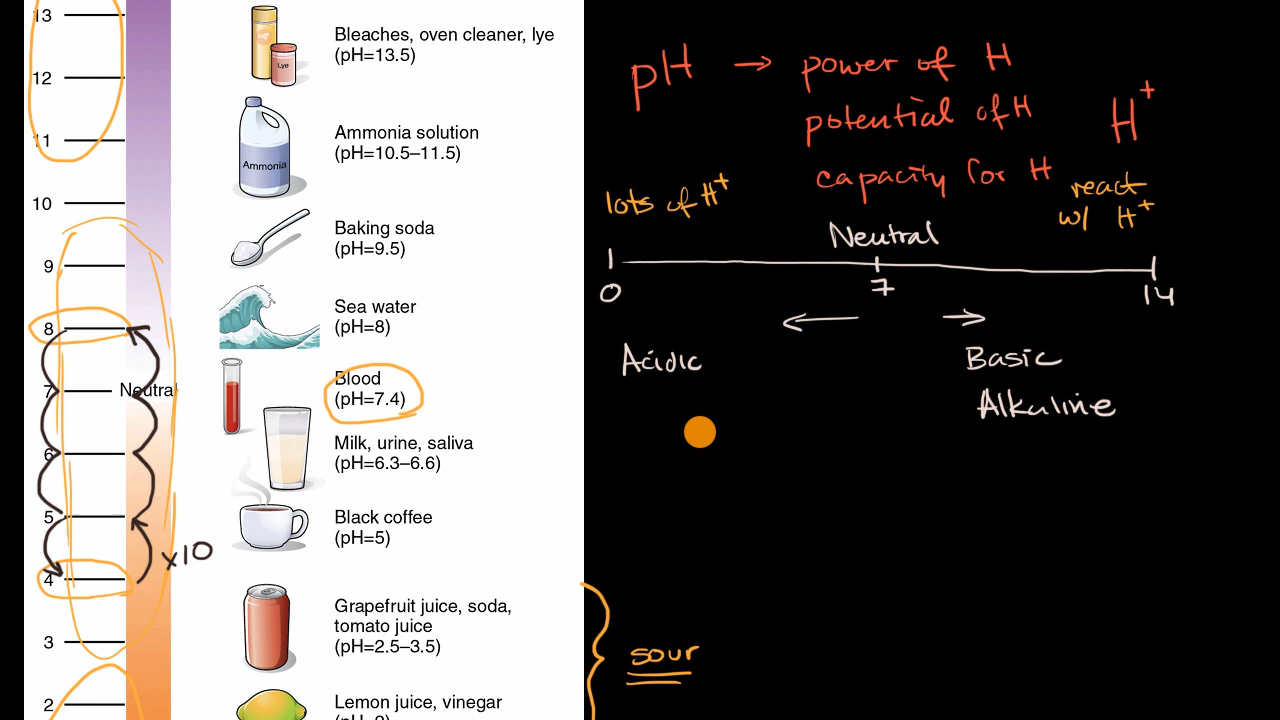 13
12
11
10
9
8
7
Neutral
6
5
4
3
2
x10
Bleaches, oven cleaner, lye
(pH=13.5)
Lye
Ammonia solution
(pH=10.5–11.5)
Ammonia
Baking soda
(pH=9.5)
Sea water
(pH=8)
Blood
(pH=7.4)
Milk, urine, saliva
(pH=6.3–6.6)
Black coffee
(pH=5)
Grapefruit juice, soda,
tomato juice
(pH=2.5–3.5)
Lemon juice, vinegar
(pH=2)
pH → power of H
potential of H
capacity for H
H+
lots of H+
react
w/ H+
Neutral
0 7 14
← →
Acidic
Basic
Alkaline
sour